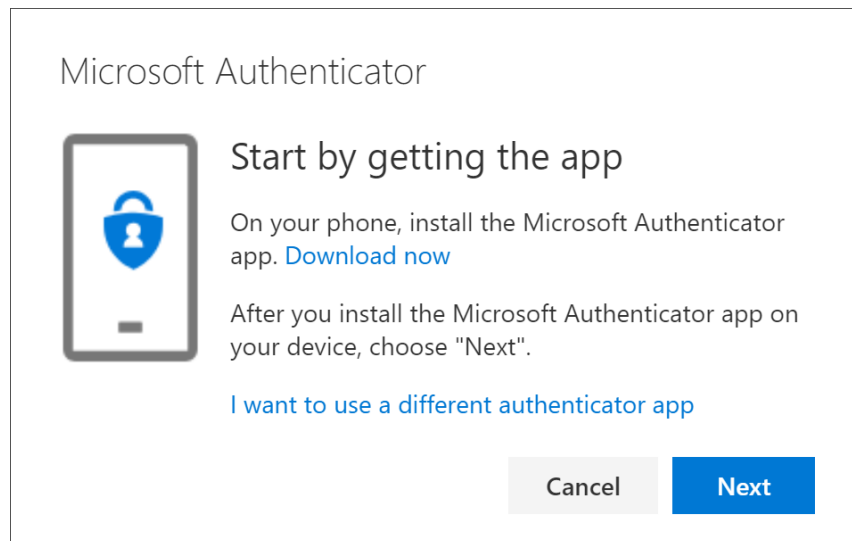 Microsoft Authenticator
Start by getting the app
On your phone, install the Microsoft Authenticator
app. Download now
After you install the Microsoft Authenticator app on
your device, choose "Next".
I want to use a different authenticator app
Cancel
Next